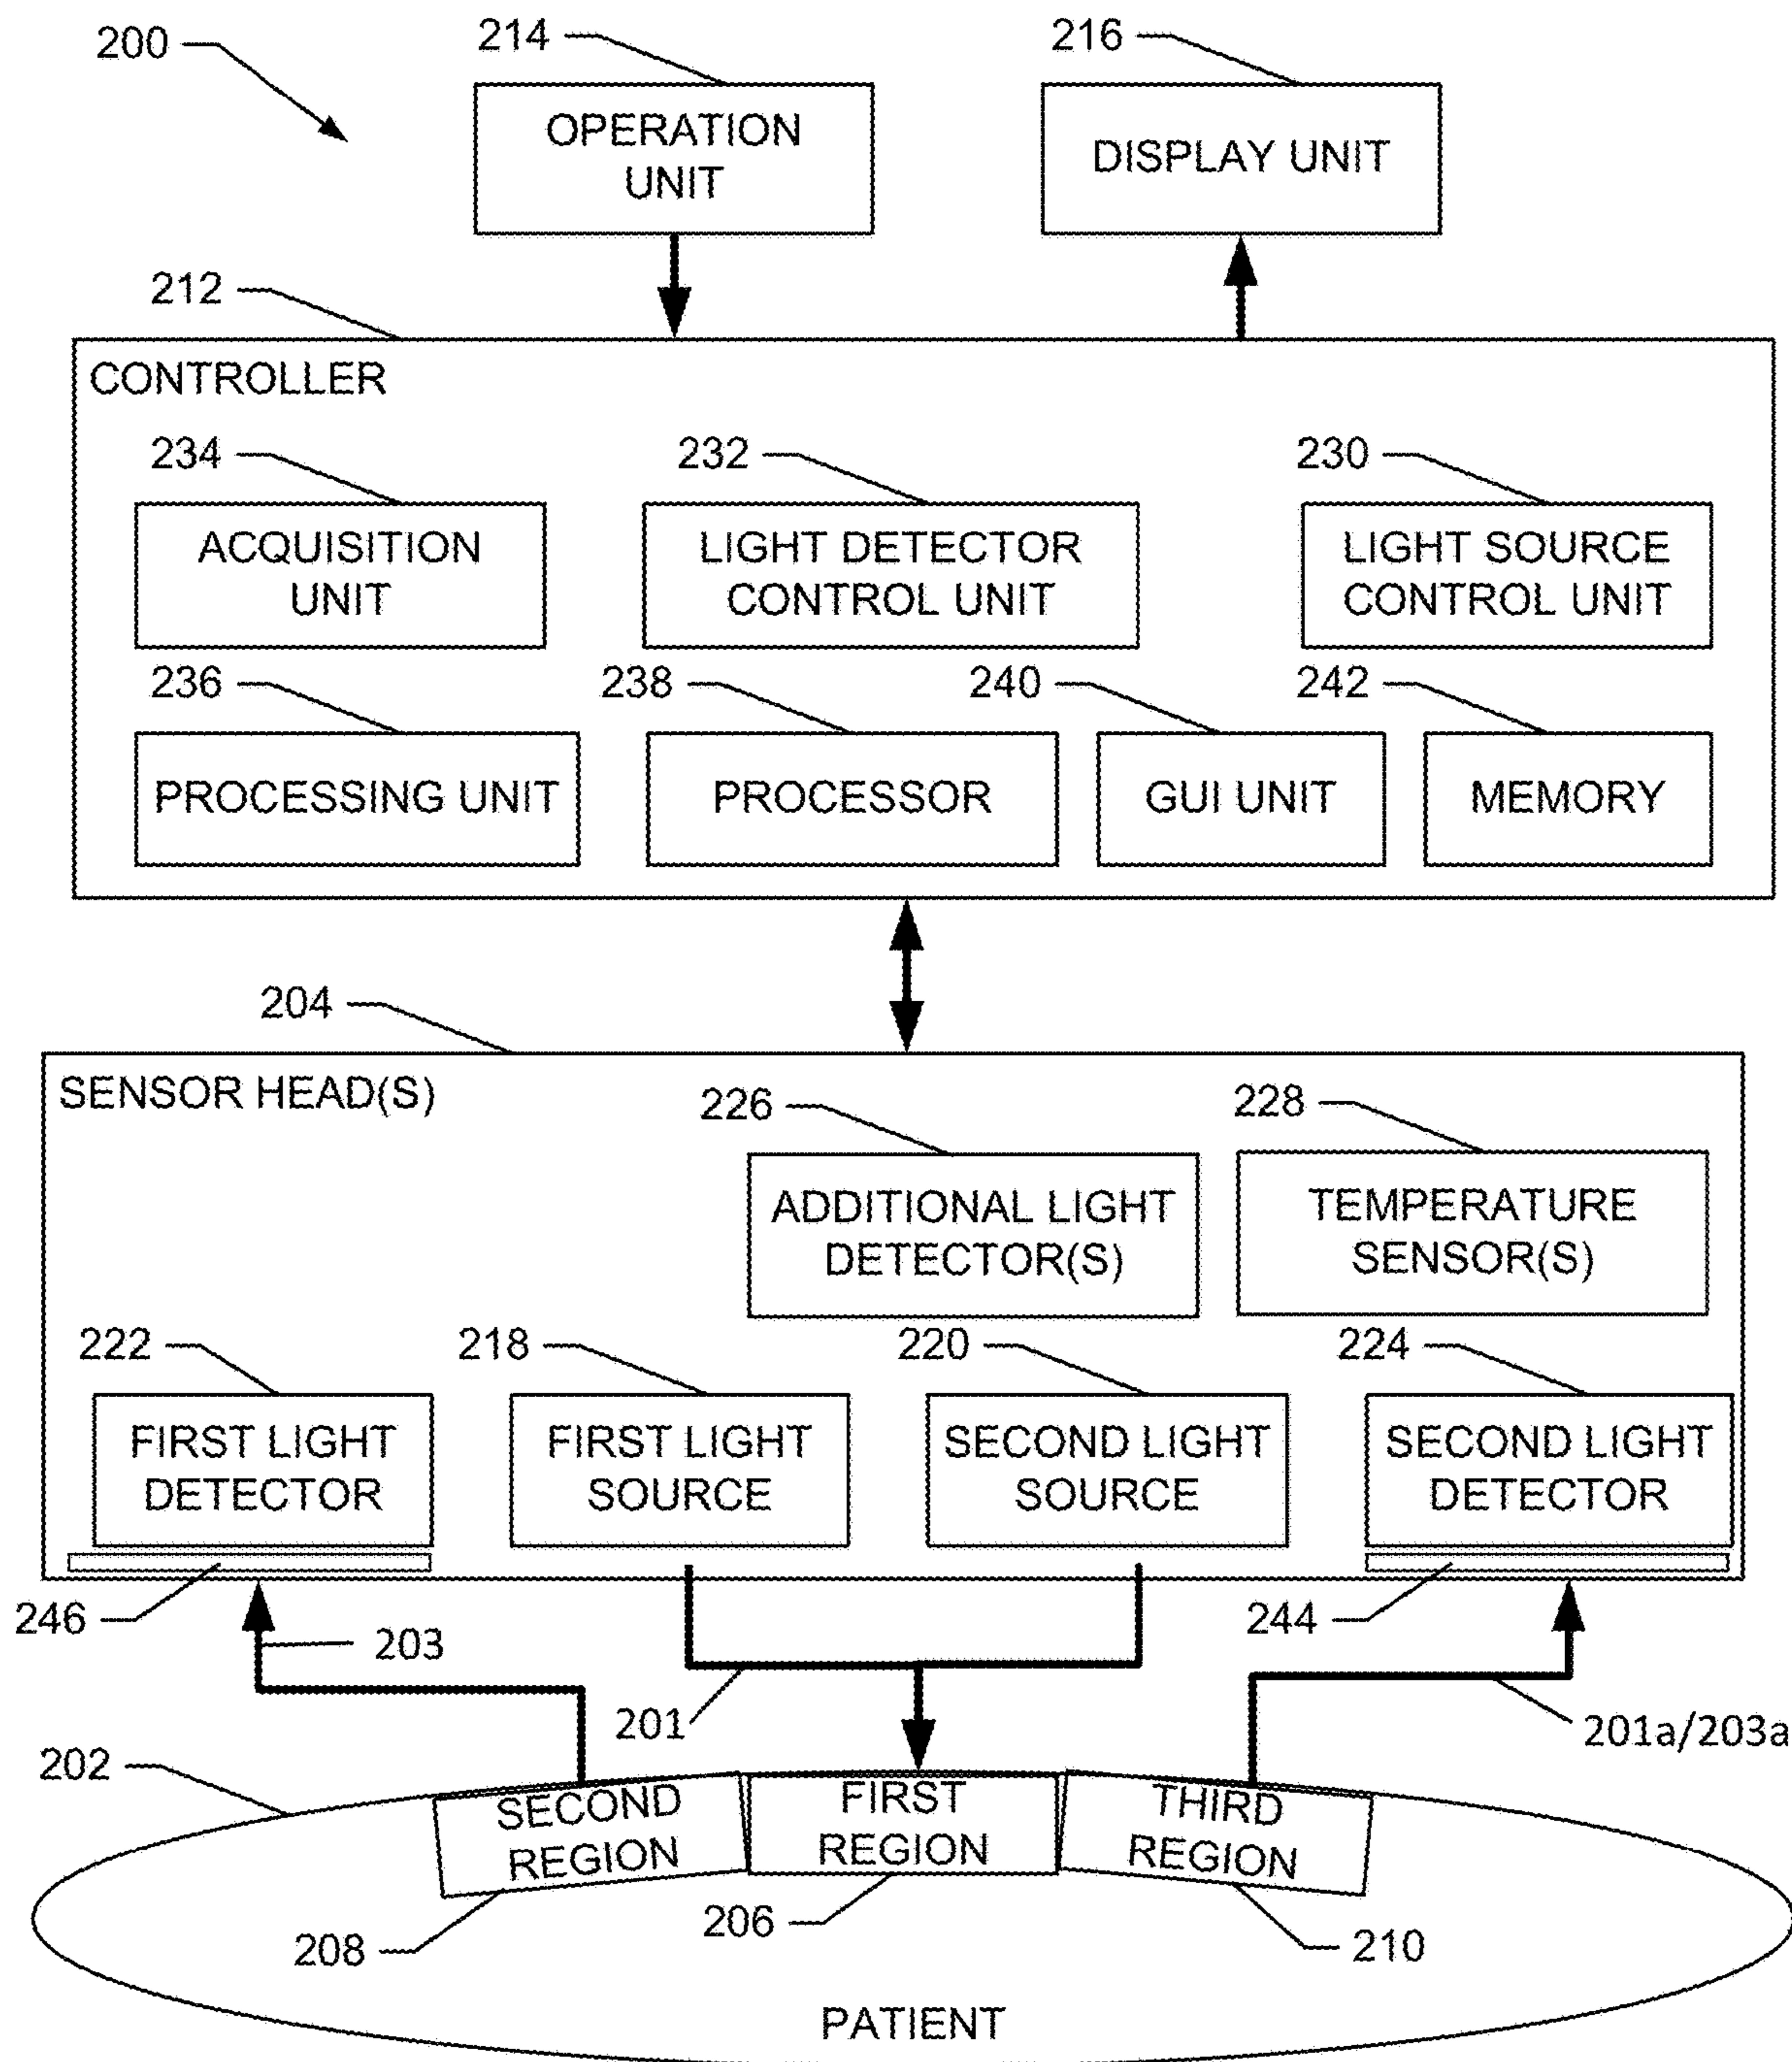 200
214
216
OPERATION
UNIT
DISPLAY UNIT
212
CONTROLLER
234
232
230
ACQUISITION
UNIT
LIGHT DETECTOR
CONTROL UNIT
LIGHT SOURCE
CONTROL UNIT
236
238
240
242
PROCESSING UNIT
PROCESSOR
GUI UNIT
MEMORY
204
SENSOR HEAD(S)
226
228
ADDITIONAL LIGHT
DETECTOR(S)
TEMPERATURE
SENSOR(S)
222
218
220
224
FIRST LIGHT
DETECTOR
FIRST LIGHT
SOURCE
SECOND LIGHT
SOURCE
SECOND LIGHT
DETECTOR
246
244
203
201
201a/203a
202
SECOND
REGION
FIRST
REGION
THIRD
REGION
208
206
210
PATIENT